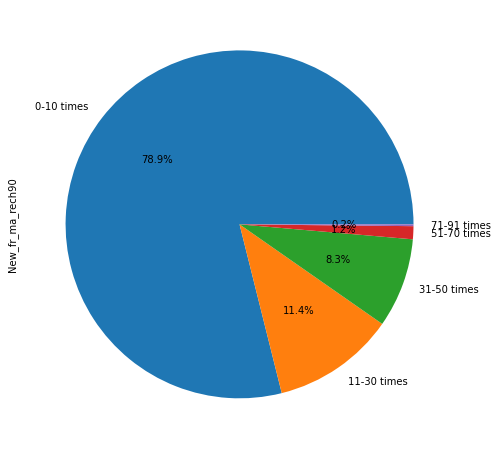 0-10 times
78.9%
New_fr_ma_rech90
0.2%
71-91 times
1.2%
51-70 times
8.3%
31-50 times
11.4%
11-30 times